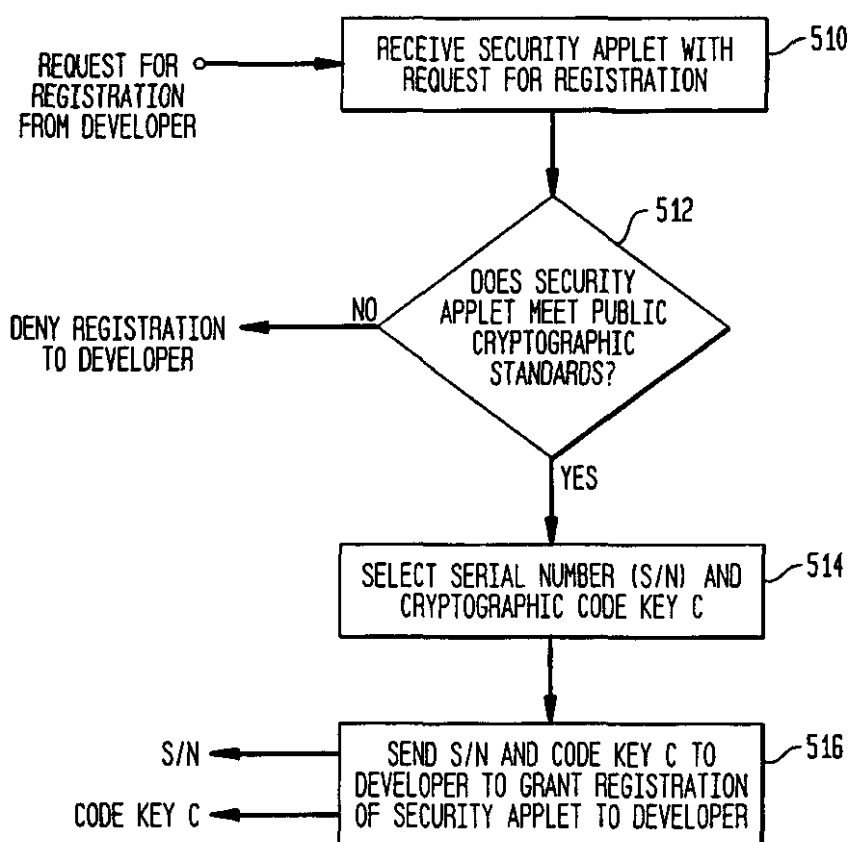 RECEIVE SECURITY APPLET WITH
REQUEST FOR REGISTRATION
510
REQUEST FOR
REGISTRATION
FROM DEVELOPER
512
DOES SECURITY
APPLET MEET PUBLIC
CRYPTOGRAPHIC
STANDARDS?
NO
DENY REGISTRATION
TO DEVELOPER
YES
SELECT SERIAL NUMBER (S/N) AND
CRYPTOGRAPHIC CODE KEY C
514
SEND S/N AND CODE KEY C TO
DEVELOPER TO GRANT REGISTRATION
OF SECURITY APPLET TO DEVELOPER
516
S/N
CODE KEY C